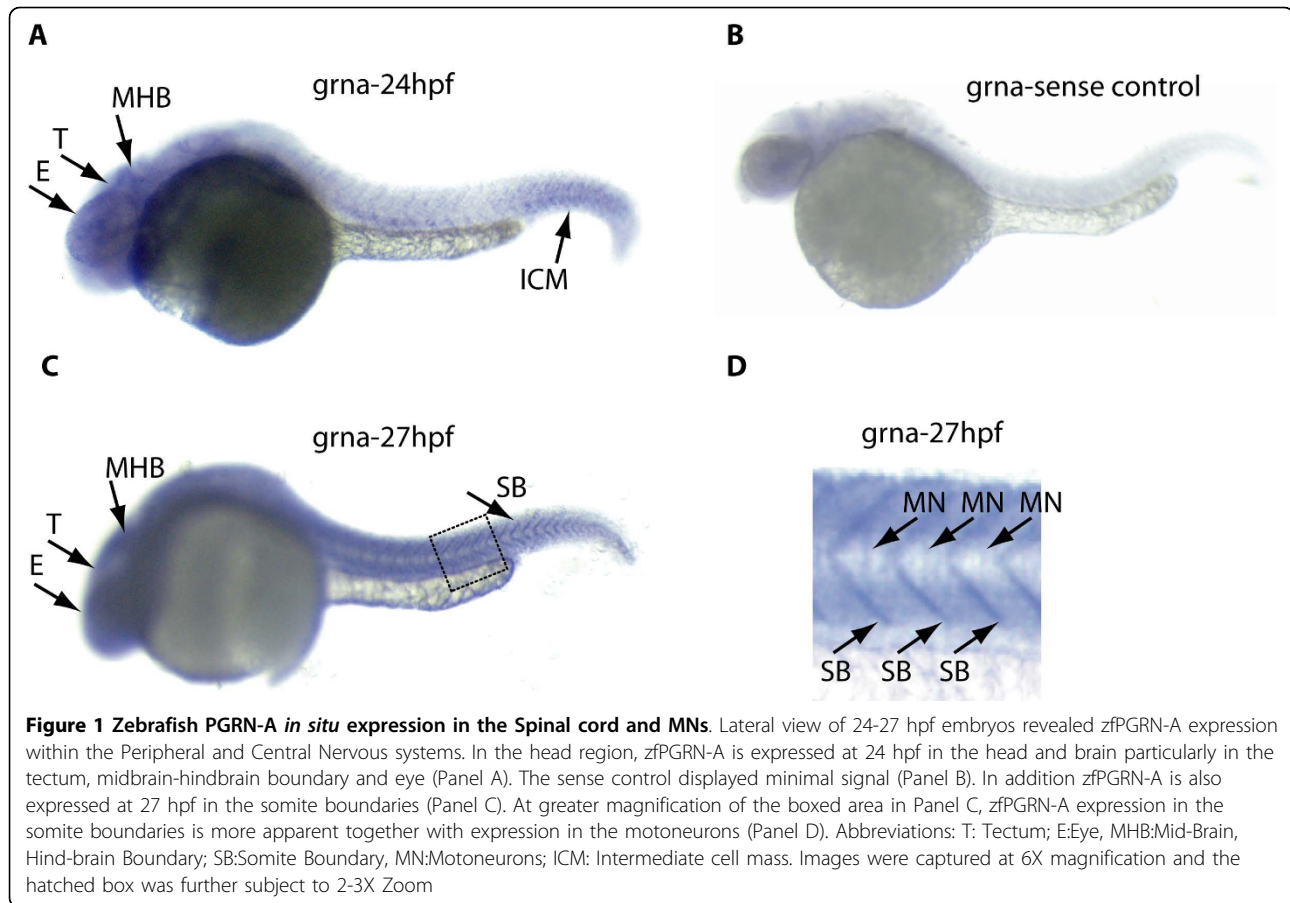 A
B
grna-24hpf
grna-sense control
MHB
T
E
ICM
C
D
grna-27hpf
grna-27hpf
MHB
SB
T
E
MN MN MN
SB SB SB
Figure 1 Zebrafish PGRN-A in situ expression in the Spinal cord and MNs. Lateral view of 24-27 hpf embryos revealed zfPGRN-A expression
within the Peripheral and Central Nervous systems. In the head region, zfPGRN-A is expressed at 24 hpf in the head and brain particularly in the
tectum, midbrain-hindbrain boundary and eye (Panel A). The sense control displayed minimal signal (Panel B). In addition zfPGRN-A is also
expressed at 27 hpf in the somite boundaries (Panel C). At greater magnification of the boxed area in Panel C, zfPGRN-A expression in the
somite boundaries is more apparent together with expression in the motoneurons (Panel D). Abbreviations: T: Tectum; E:Eye, MHB:Mid-Brain,
Hind-brain Boundary; SB:Somite Boundary, MN:Motoneurons; ICM: Intermediate cell mass. Images were captured at 6X magnification and the
hatched box was further subject to 2-3X Zoom